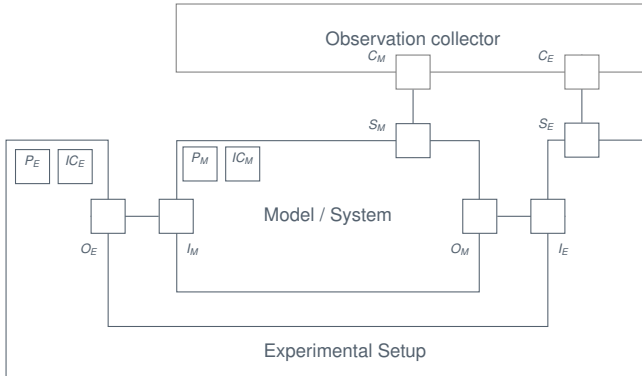 Observation collector
C_M C_E
S_M S_E
P_E IC_E P_M IC_M
Model / System
O_E I_M O_M I_E
Experimental Setup